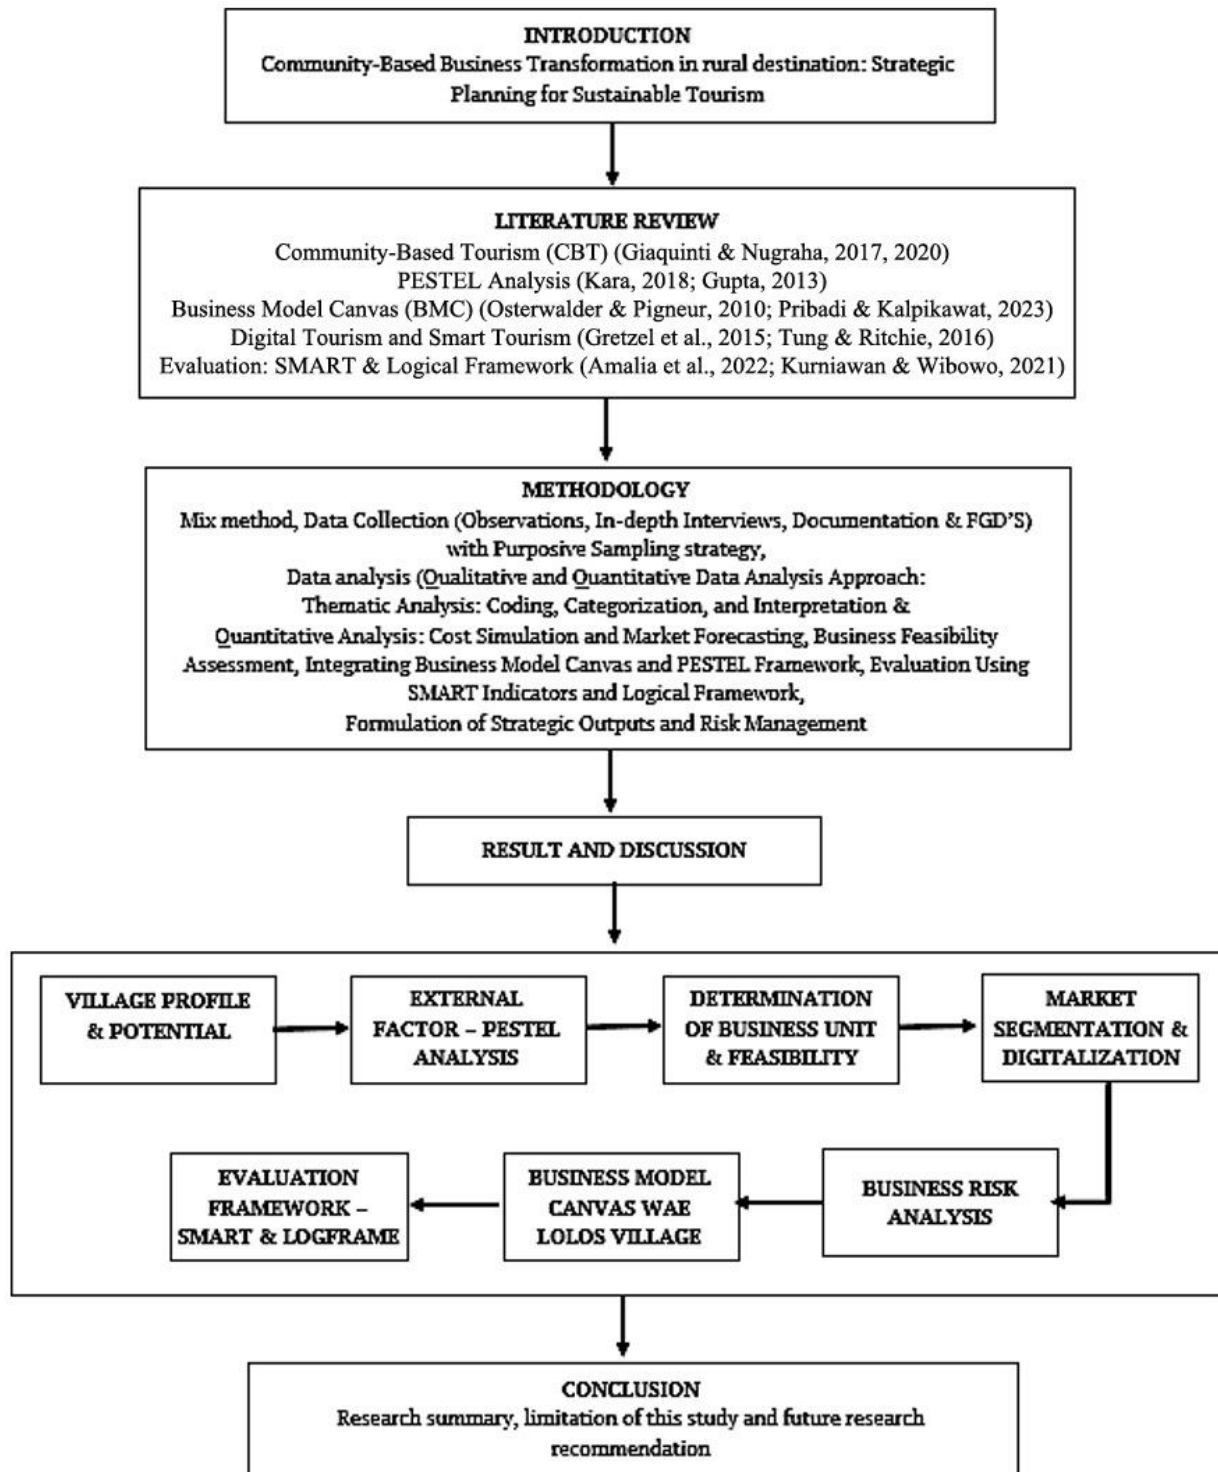 INTRODUCTION
Community-Based Business Transformation in rural destination: Strategic
Planning for Sustainable Tourism
LITERATURE REVIEW
Community-Based Tourism (CBT) (Giaquinti & Nugraha, 2017, 2020)
PESTEL Analysis (Kara, 2018; Gupta, 2013)
Business Model Canvas (BMC) (Osterwalder & Pigneur, 2010; Pribadi & Kalpikawat, 2023)
Digital Tourism and Smart Tourism (Gretzel et al., 2015; Tung & Ritchie, 2016)
Evaluation: SMART & Logical Framework (Amalia et al., 2022; Kurniawan & Wibowo, 2021)
METHODOLOGY
Mix method, Data Collection (Observations, In-depth Interviews, Documentation & FGD'S)
with Purposive Sampling strategy,
Data analysis (Qualitative and Quantitative Data Analysis Approach:
Thematic Analysis: Coding, Categorization, and Interpretation &
Quantitative Analysis: Cost Simulation and Market Forecasting, Business Feasibility
Assessment, Integrating Business Model Canvas and PESTEL Framework, Evaluation Using
SMART Indicators and Logical Framework,
Formulation of Strategic Outputs and Risk Management
RESULT AND DISCUSSION
VILLAGE PROFILE
& POTENTIAL
EXTERNAL
FACTOR – PESTEL
ANALYSIS
DETERMINATION
OF BUSINESS UNIT
& FEASIBILITY
MARKET
SEGMENTATION &
DIGITALIZATION
BUSINESS RISK
ANALYSIS
BUSINESS MODEL
CANVAS WAE
LOLOS VILLAGE
EVALUATION
FRAMEWORK –
SMART & LOGFRAME
CONCLUSION
Research summary, limitation of this study and future research
recommendation